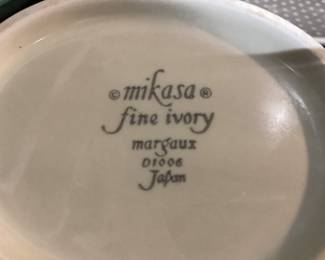 © mikasa ®
fine ivory
margaux
D1006
Japan